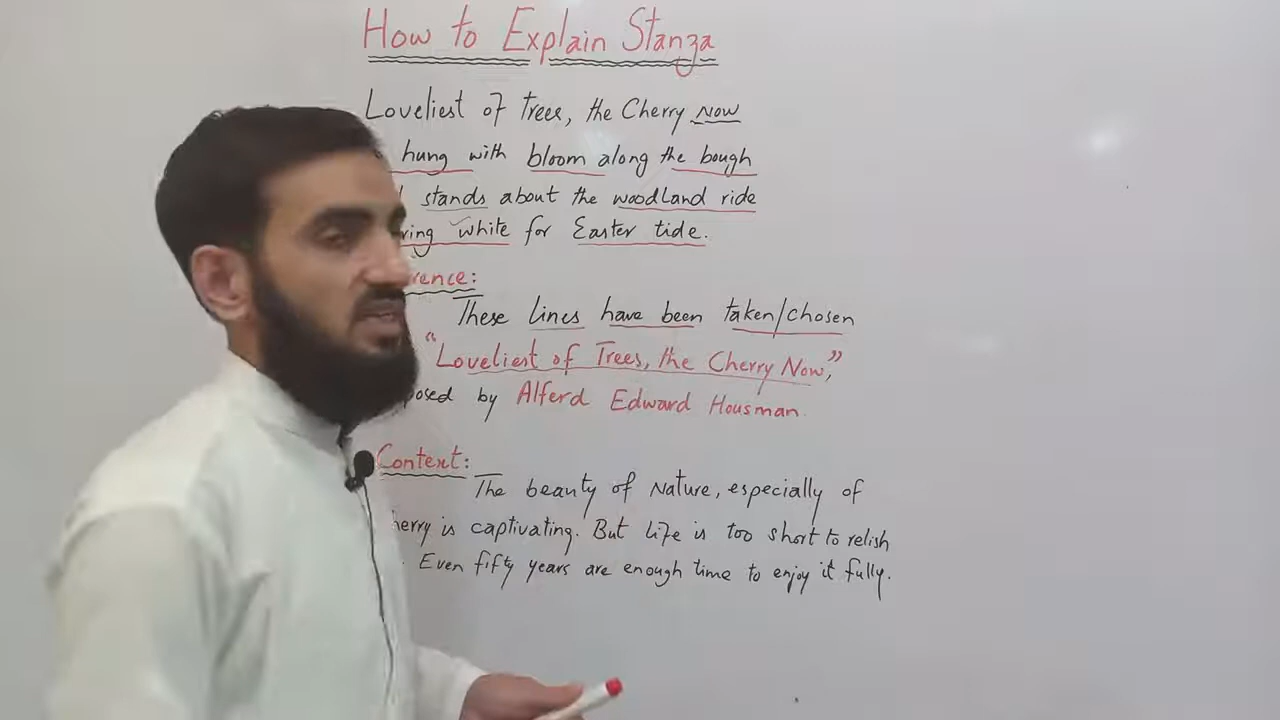 How to Explain Stanza
Loveliest of Trees, the Cherry Now
hung with bloom along the bough
stands about the woodland ride
white for Easter tide.
These lines have been taken/chosen
"Loveliest of Trees, the Cherry Now,"
by Alferd Edward Housman.
Context:
The beauty of Nature, especially of
is captivating. But life is too short to relish
Even fifty years are enough time to enjoy it fully.